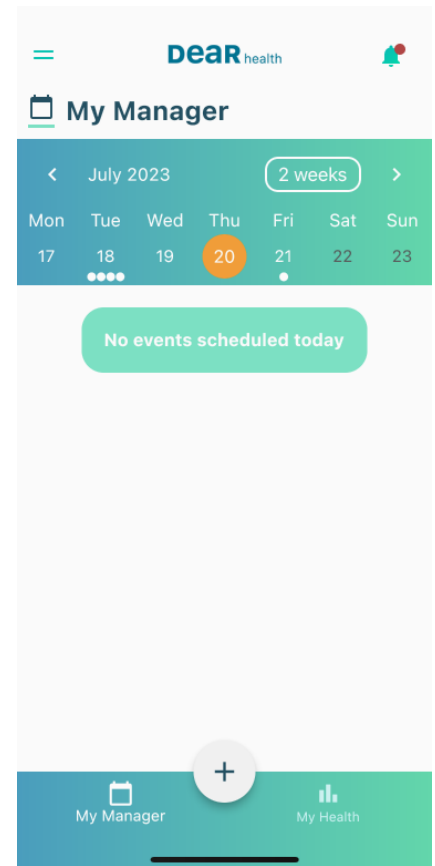 DeaR health
My Manager
July 2023 2 weeks
Mon Tue Wed Thu Fri Sat Sun
17 18 19 20 21 22 23
No events scheduled today
+
My Manager My Health